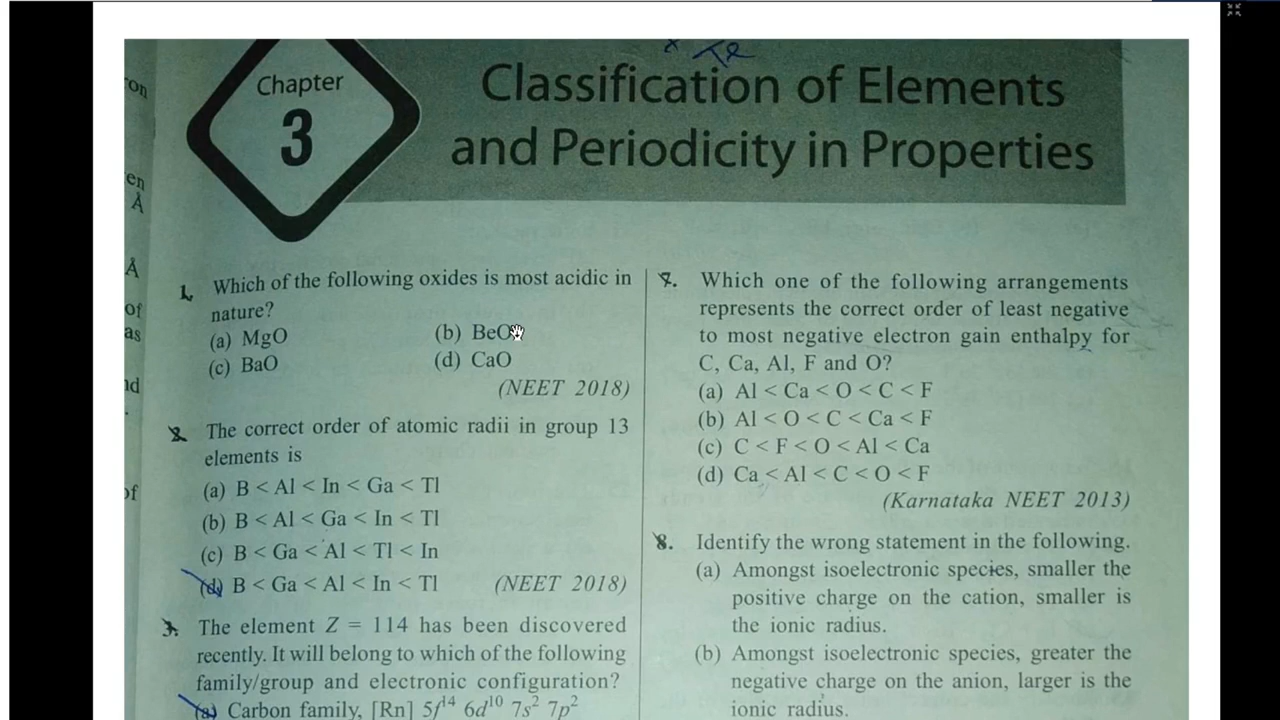 Chapter
3
Classification of Elements
and Periodicity in Properties
on
en
Å
Å
of
as
nd
of
1. Which of the following oxides is most acidic in
nature?
(a) MgO (b) BeO
(c) BaO (d) CaO
(NEET 2018)
2. The correct order of atomic radii in group 13
elements is
(a) B < Al < In < Ga < Tl
(b) B < Al < Ga < In < Tl
(c) B < Ga < Al < Tl < In
(d) B < Ga < Al < In < Tl (NEET 2018)
3. The element Z = 114 has been discovered
recently. It will belong to which of the following
family/group and electronic configuration?
(a) Carbon family, [Rn] 5f¹⁴ 6d¹⁰ 7s² 7p²
7. Which one of the following arrangements
represents the correct order of least negative
to most negative electron gain enthalpy for
C, Ca, Al, F and O?
(a) Al < Ca < O < C < F
(b) Al < O < C < Ca < F
(c) C < F < O < Al < Ca
(d) Ca < Al < C < O < F
(Karnataka NEET 2013)
8. Identify the wrong statement in the following.
(a) Amongst isoelectronic species, smaller the
positive charge on the cation, smaller is
the ionic radius.
(b) Amongst isoelectronic species, greater the
negative charge on the anion, larger is the
ionic radius.